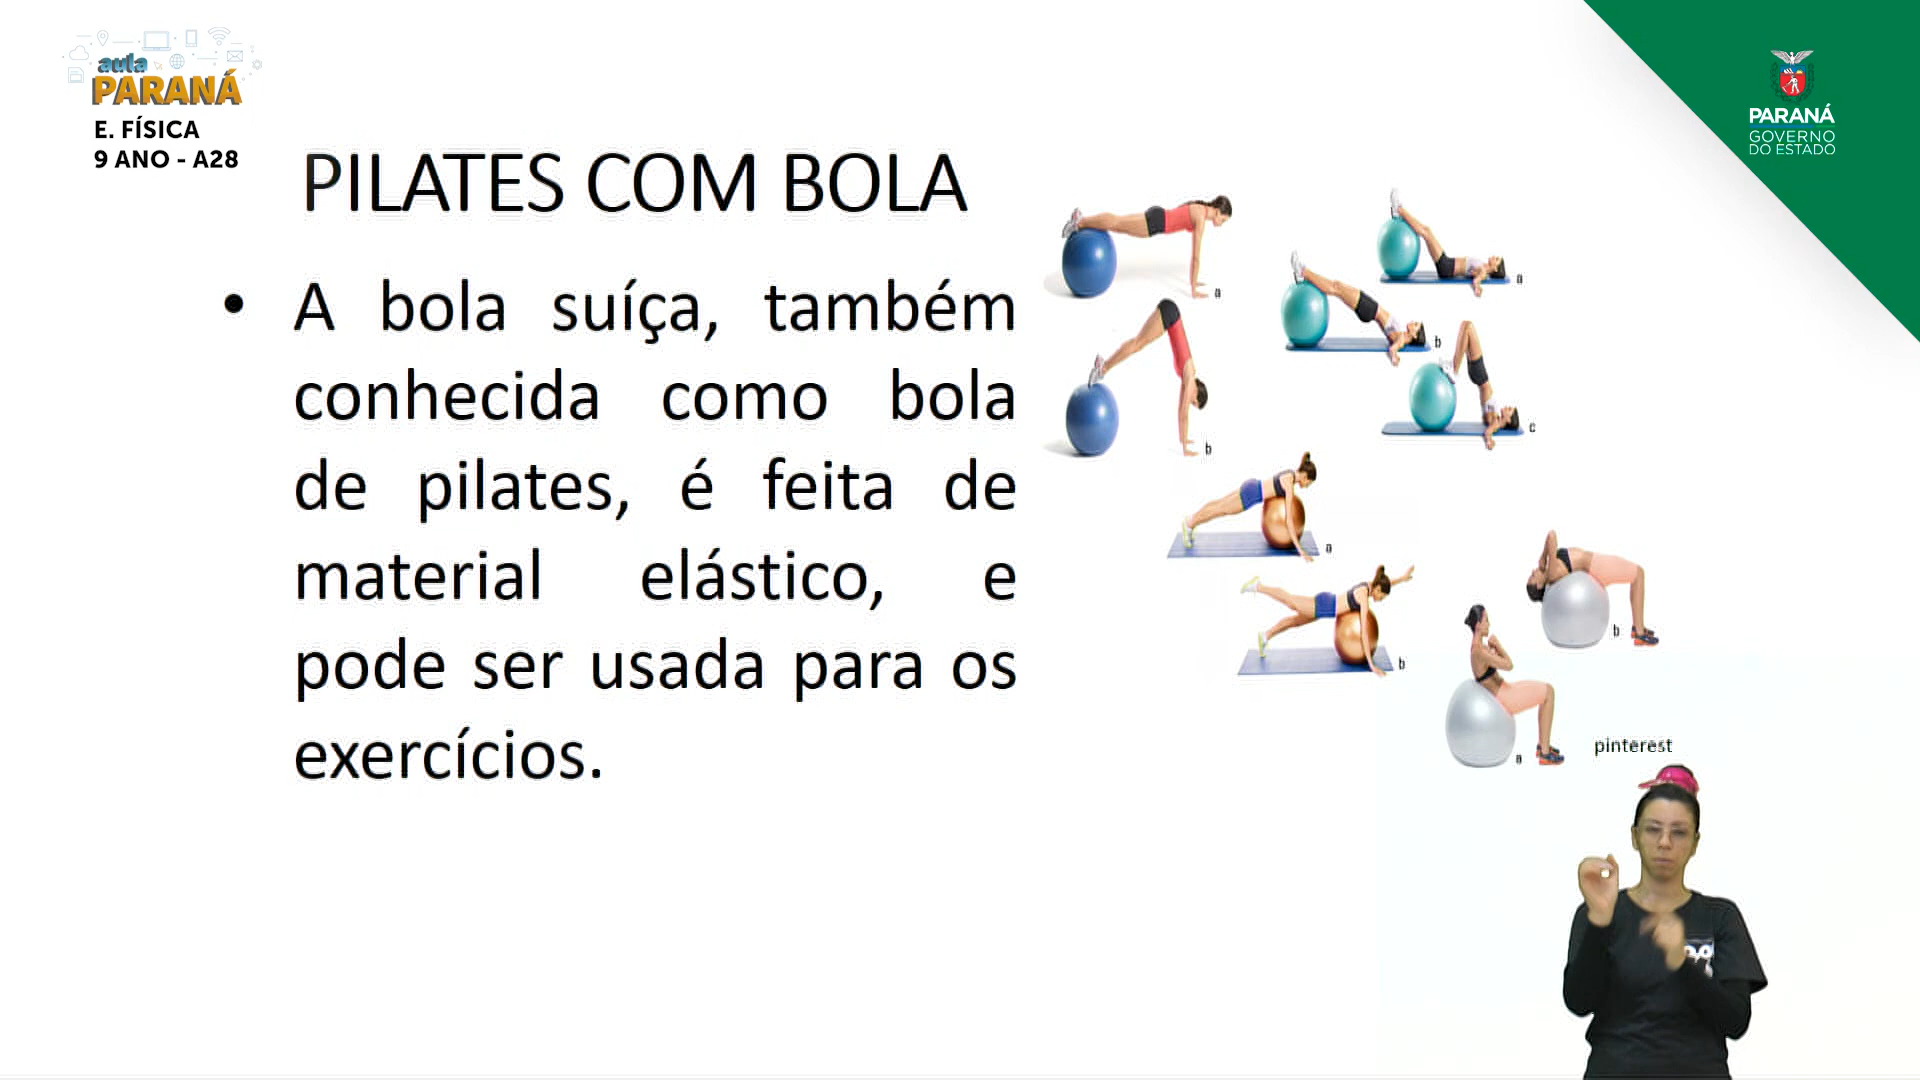 aula
PARANÁ
E. FÍSICA
9 ANO - A28
PARANÁ
GOVERNO
DO ESTADO
PILATES COM BOLA
• A bola suíça, também
conhecida como bola
de pilates, é feita de
material elástico, e
pode ser usada para os
exercícios.
a
a
b
c
b
a
b
b
a
pinterest